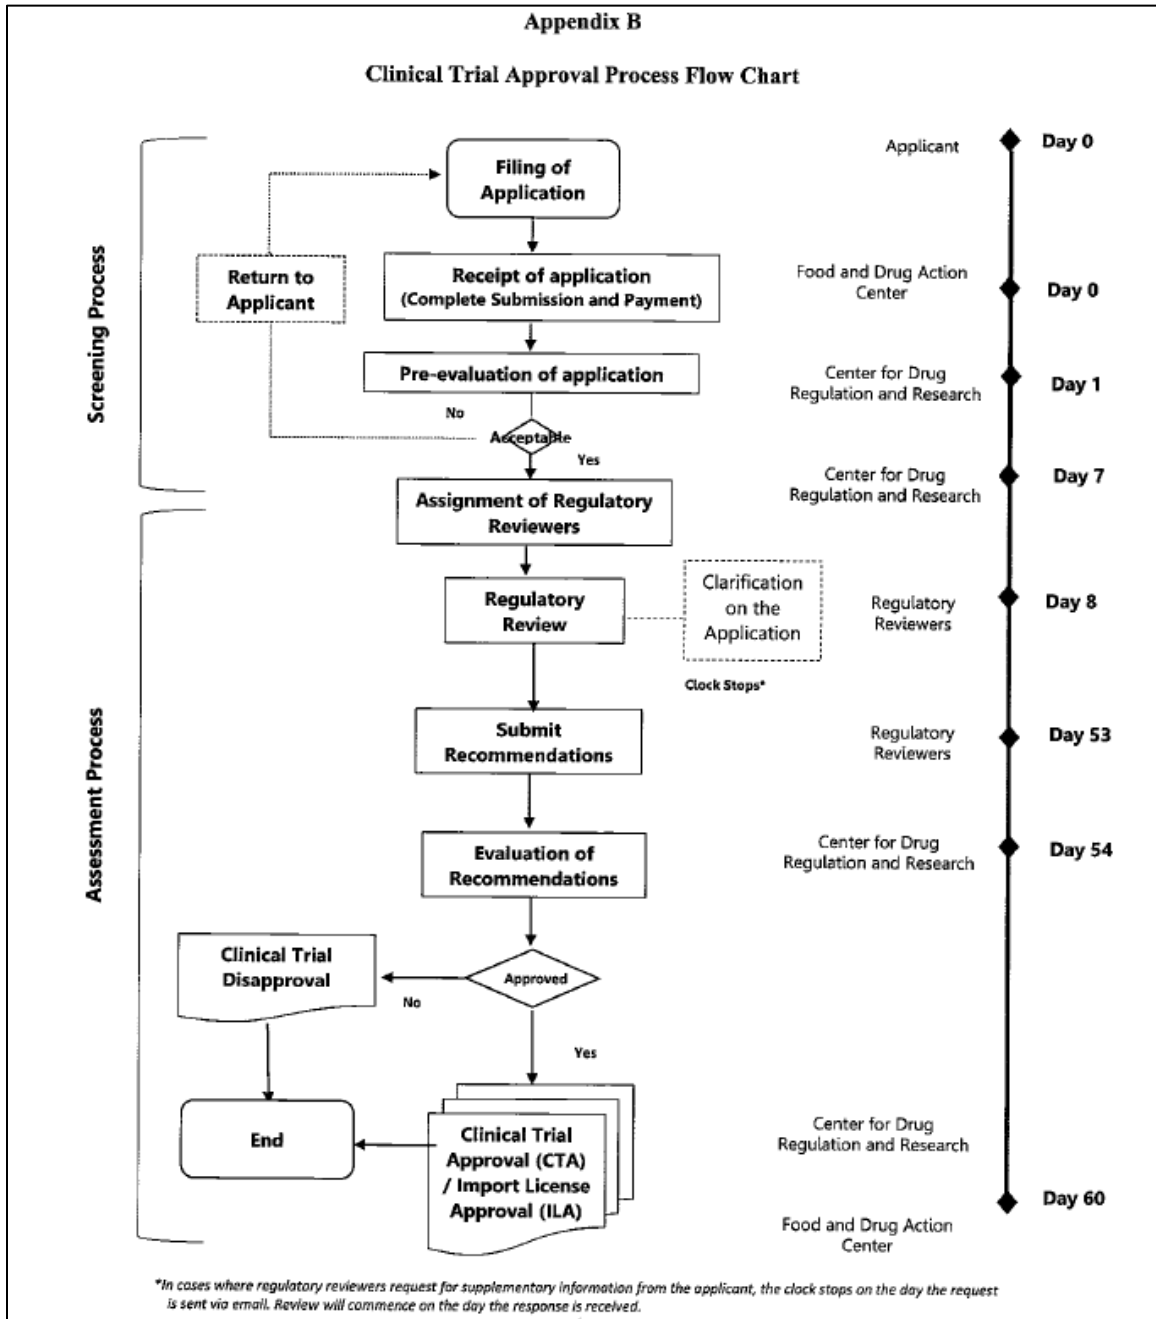 Appendix B
Clinical Trial Approval Process Flow Chart
Screening Process
Filing of
Application
Applicant
Day 0
Return to
Applicant
Receipt of application
(Complete Submission and Payment)
Food and Drug Action
Center
Day 0
Pre-evaluation of application
Center for Drug
Regulation and Research
Day 1
No
Acceptable
Yes
Assignment of Regulatory
Reviewers
Center for Drug
Regulation and Research
Day 7
Assessment Process
Regulatory
Review
Clarification
on the
Application
Clock Stops*
Regulatory
Reviewers
Day 8
Submit
Recommendations
Regulatory
Reviewers
Day 53
Evaluation of
Recommendations
Center for Drug
Regulation and Research
Day 54
Clinical Trial
Disapproval
Approved
No
Yes
End
Clinical Trial
Approval (CTA)
/ Import License
Approval (ILA)
Center for Drug
Regulation and Research
Day 60
Food and Drug Action
Center
*In cases where regulatory reviewers request for supplementary information from the applicant, the clock stops on the day the request
is sent via email. Review will commence on the day the response is received.